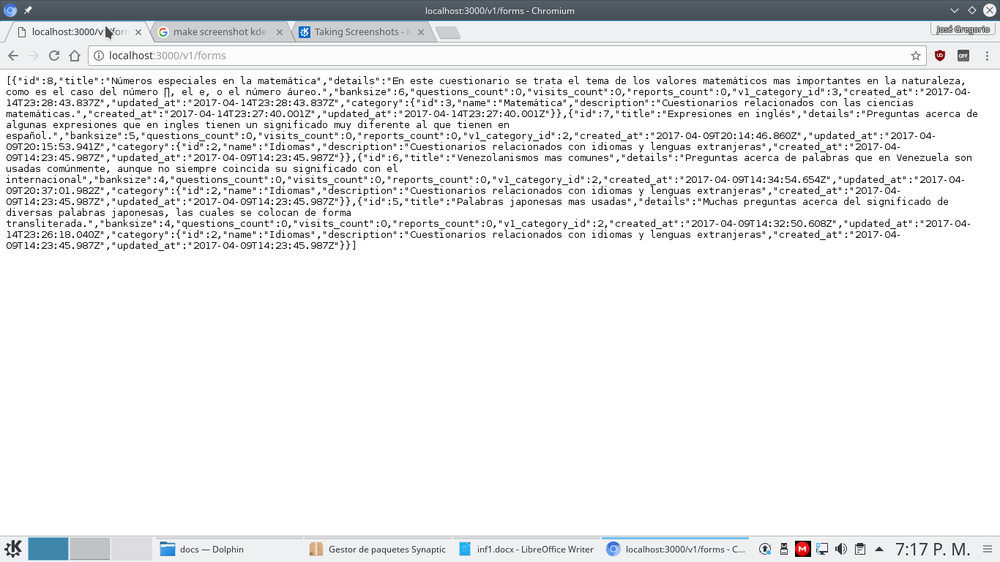 localhost:3000/v1/forms - Chromium
localhost:3000/v1/form
make screenshot kde
Taking Screenshots - K
José Gregorio
localhost:3000/v1/forms
UD
OFF
[{"id":8,"title":"Números especiales en la matemática","details":"En este cuestionario se trata el tema de los valores matemáticos mas importantes en la naturaleza,
como es el caso del número ∏, el e, o el número áureo.","banksize":6,"questions_count":0,"visits_count":0,"reports_count":0,"v1_category_id":3,"created_at":"2017-04-
14T23:28:43.837Z","updated_at":"2017-04-14T23:28:43.837Z","category":{"id":3,"name":"Matemática","description":"Cuestionarios relacionados con las ciencias
matemáticas.","created_at":"2017-04-14T23:27:40.001Z","updated_at":"2017-04-14T23:27:40.001Z"}},{"id":7,"title":"Expresiones en inglés","details":"Preguntas acerca de
algunas expresiones que en ingles tienen un significado muy diferente al que tienen en
español.","banksize":5,"questions_count":0,"visits_count":0,"reports_count":0,"v1_category_id":2,"created_at":"2017-04-09T20:14:46.860Z","updated_at":"2017-04-
09T20:15:53.941Z","category":{"id":2,"name":"Idiomas","description":"Cuestionarios relacionados con idiomas y lenguas extranjeras","created_at":"2017-04-
09T14:23:45.987Z","updated_at":"2017-04-09T14:23:45.987Z"}},{"id":6,"title":"Venezolanismos mas comunes","details":"Preguntas acerca de palabras que en Venezuela son
usadas comúnmente, aunque no siempre coincida su significado con el
internacional","banksize":4,"questions_count":0,"visits_count":0,"reports_count":0,"v1_category_id":2,"created_at":"2017-04-09T14:34:54.654Z","updated_at":"2017-04-
09T20:37:01.982Z","category":{"id":2,"name":"Idiomas","description":"Cuestionarios relacionados con idiomas y lenguas extranjeras","created_at":"2017-04-
09T14:23:45.987Z","updated_at":"2017-04-09T14:23:45.987Z"}},{"id":5,"title":"Palabras japonesas mas usadas","details":"Muchas preguntas acerca del significado de
diversas palabras japonesas, las cuales se colocan de forma
transliterada.","banksize":4,"questions_count":0,"visits_count":0,"reports_count":0,"v1_category_id":2,"created_at":"2017-04-09T14:32:50.608Z","updated_at":"2017-04-
14T23:26:18.040Z","category":{"id":2,"name":"Idiomas","description":"Cuestionarios relacionados con idiomas y lenguas extranjeras","created_at":"2017-04-
09T14:23:45.987Z","updated_at":"2017-04-09T14:23:45.987Z"}}]
docs — Dolphin
Gestor de paquetes Synaptic
inf1.docx - LibreOffice Writer
localhost:3000/v1/forms - C...
M
7:17 P. M.